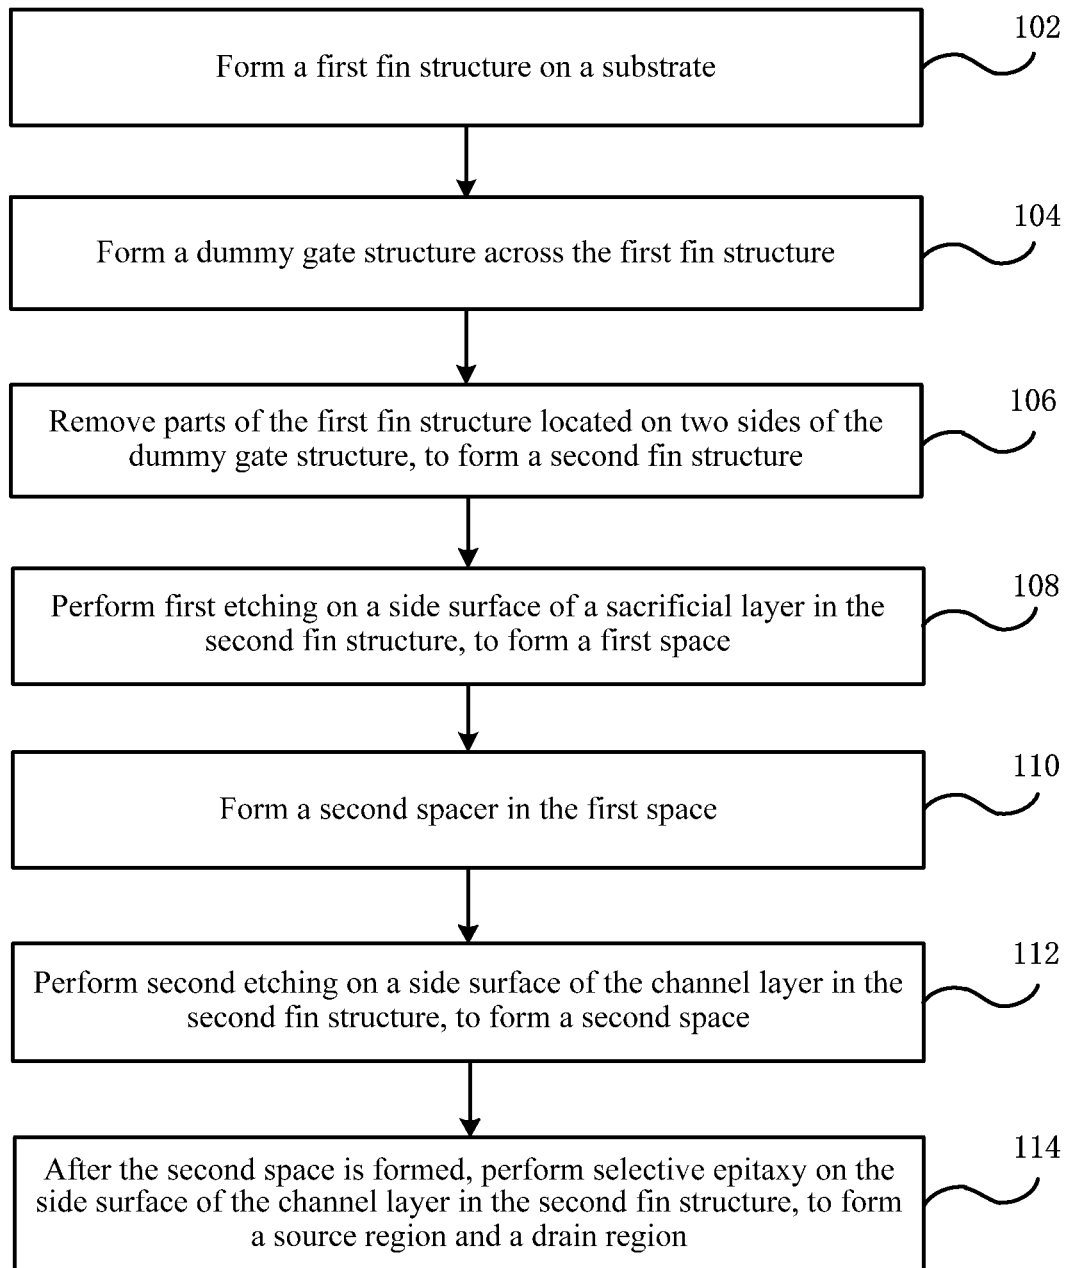 102
Form a first fin structure on a substrate
104
Form a dummy gate structure across the first fin structure
106
Remove parts of the first fin structure located on two sides of the
dummy gate structure, to form a second fin structure
108
Perform first etching on a side surface of a sacrificial layer in the
second fin structure, to form a first space
110
Form a second spacer in the first space
112
Perform second etching on a side surface of the channel layer in the
second fin structure, to form a second space
114
After the second space is formed, perform selective epitaxy on the
side surface of the channel layer in the second fin structure, to form
a source region and a drain region